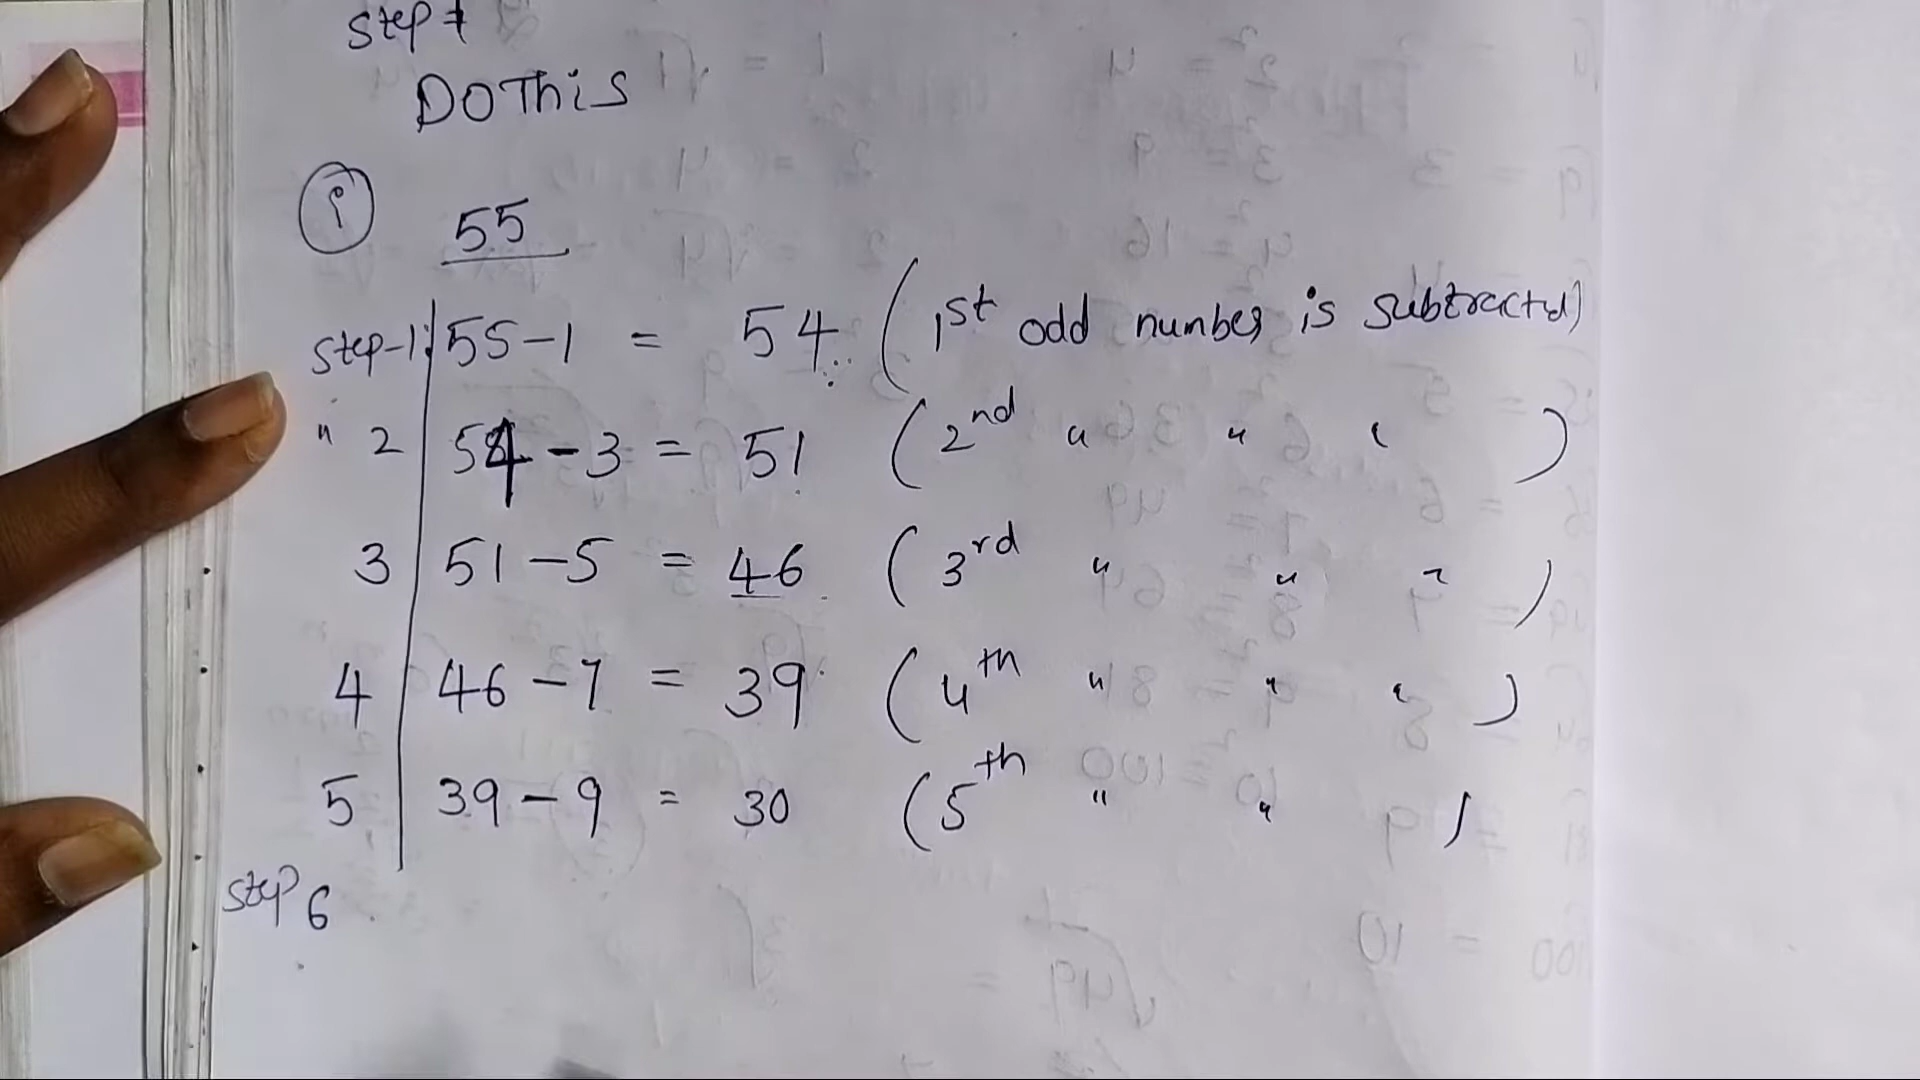 step 1
DO This
(i) 55
step-1: 55-1 = 54 (1st odd number is subtracted)
" 2 54-3 = 51 (2nd " " " )
3 51-5 = 46 (3rd " " " )
4 46-7 = 39 (4th " " " )
5 39-9 = 30 (5th " " )
step 6